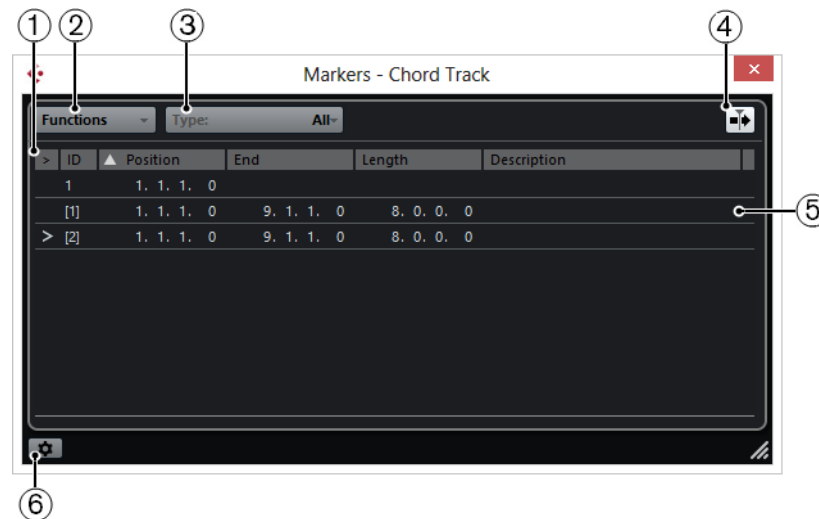 ① ② ③ ④
Markers - Chord Track
Functions Type: All
> ID Position End Length Description
1 1. 1. 1. 0
[1] 1. 1. 1. 0 9. 1. 1. 0 8. 0. 0. 0
⑤
> [2] 1. 1. 1. 0 9. 1. 1. 0 8. 0. 0. 0
⑥